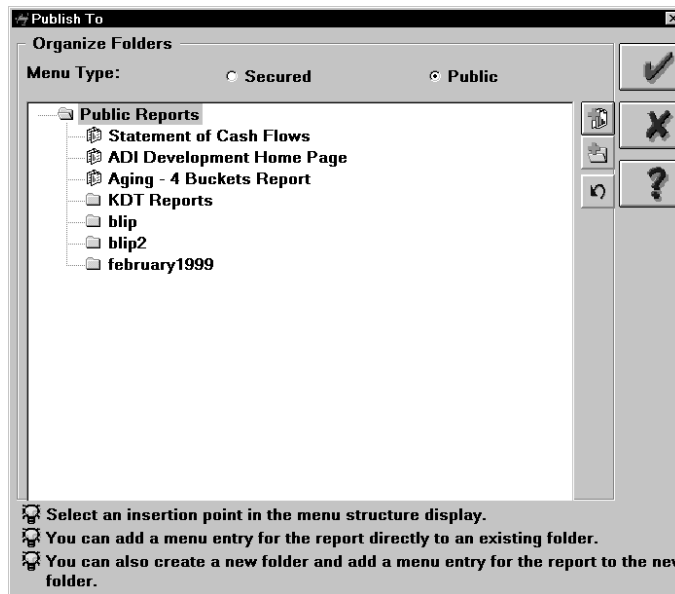 Publish To
Organize Folders
Menu Type:
Secured
Public
Public Reports
Statement of Cash Flows
ADI Development Home Page
Aging - 4 Buckets Report
KDT Reports
blip
blip2
february1999
Select an insertion point in the menu structure display.
You can add a menu entry for the report directly to an existing folder.
You can also create a new folder and add a menu entry for the report to the new
folder.